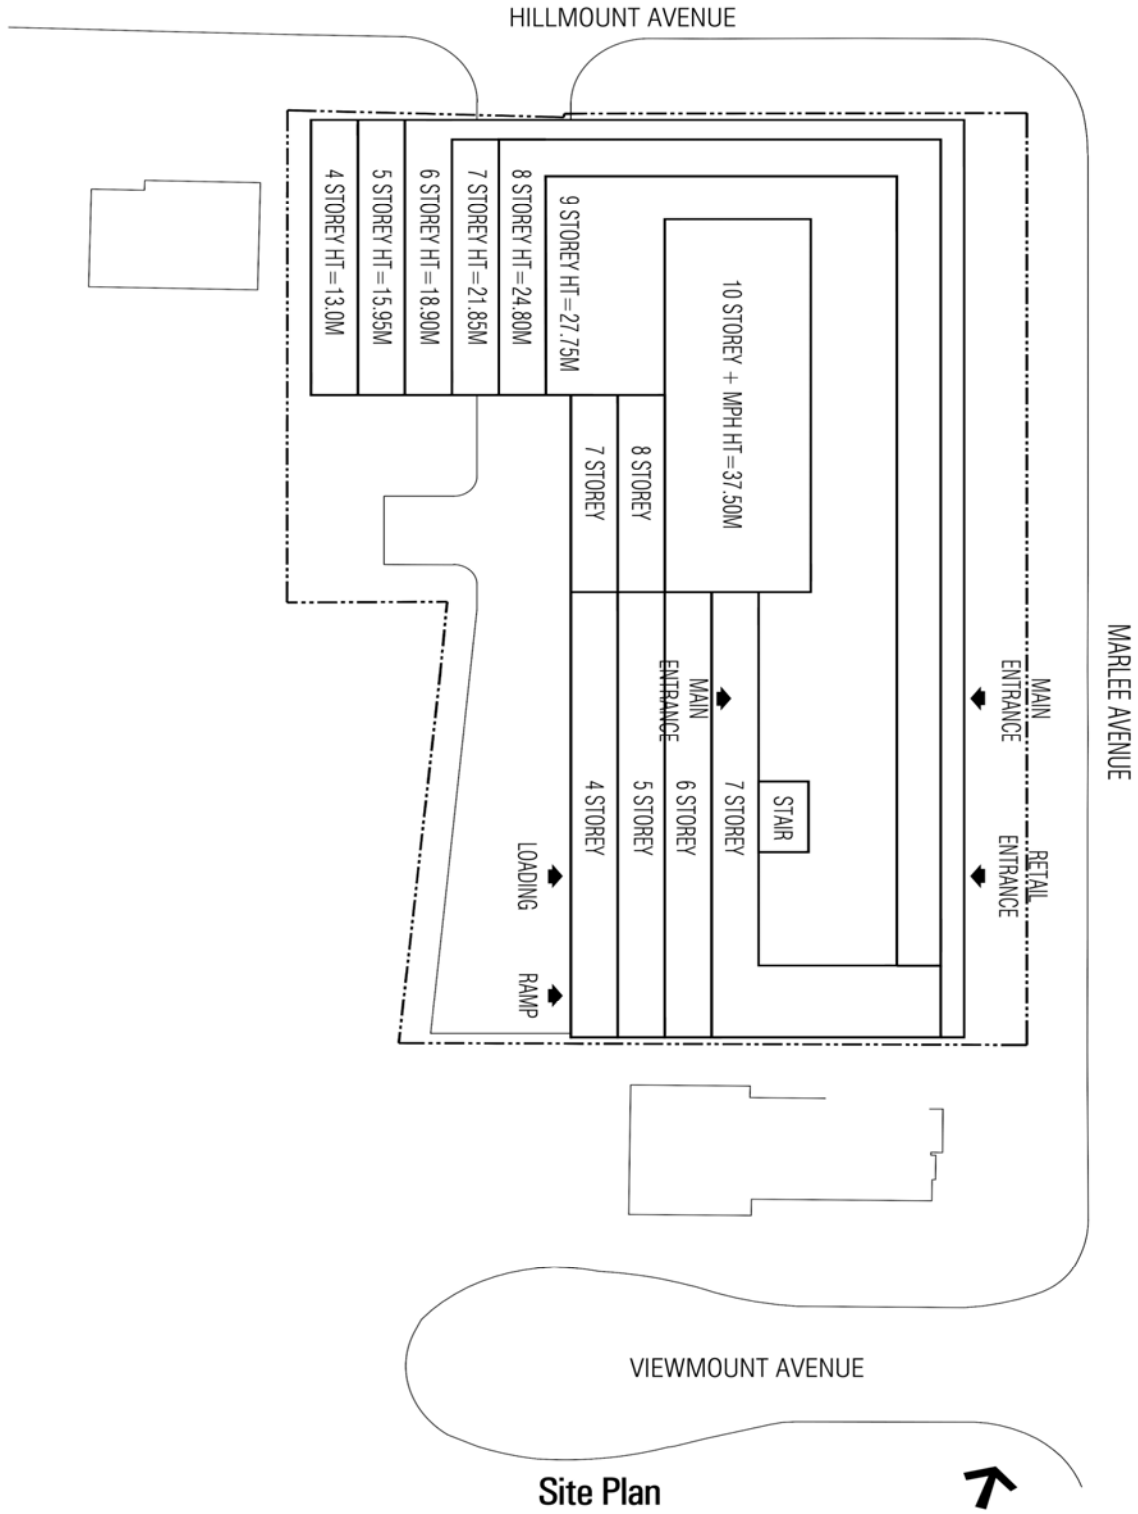 HILLMOUNT AVENUE
4 STOREY HT=13.0M
5 STOREY HT=15.95M
6 STOREY HT=18.90M
7 STOREY HT=21.85M
8 STOREY HT=24.80M
9 STOREY HT=27.75M
10 STOREY + MPH HT=37.50M
7 STOREY
8 STOREY
MAIN
ENTRANCE
MAIN
ENTRANCE
MARLEE AVENUE
4 STOREY
5 STOREY
6 STOREY
7 STOREY
STAIR
LOADING
RETAIL
ENTRANCE
RAMP
VIEWMOUNT AVENUE
Site Plan